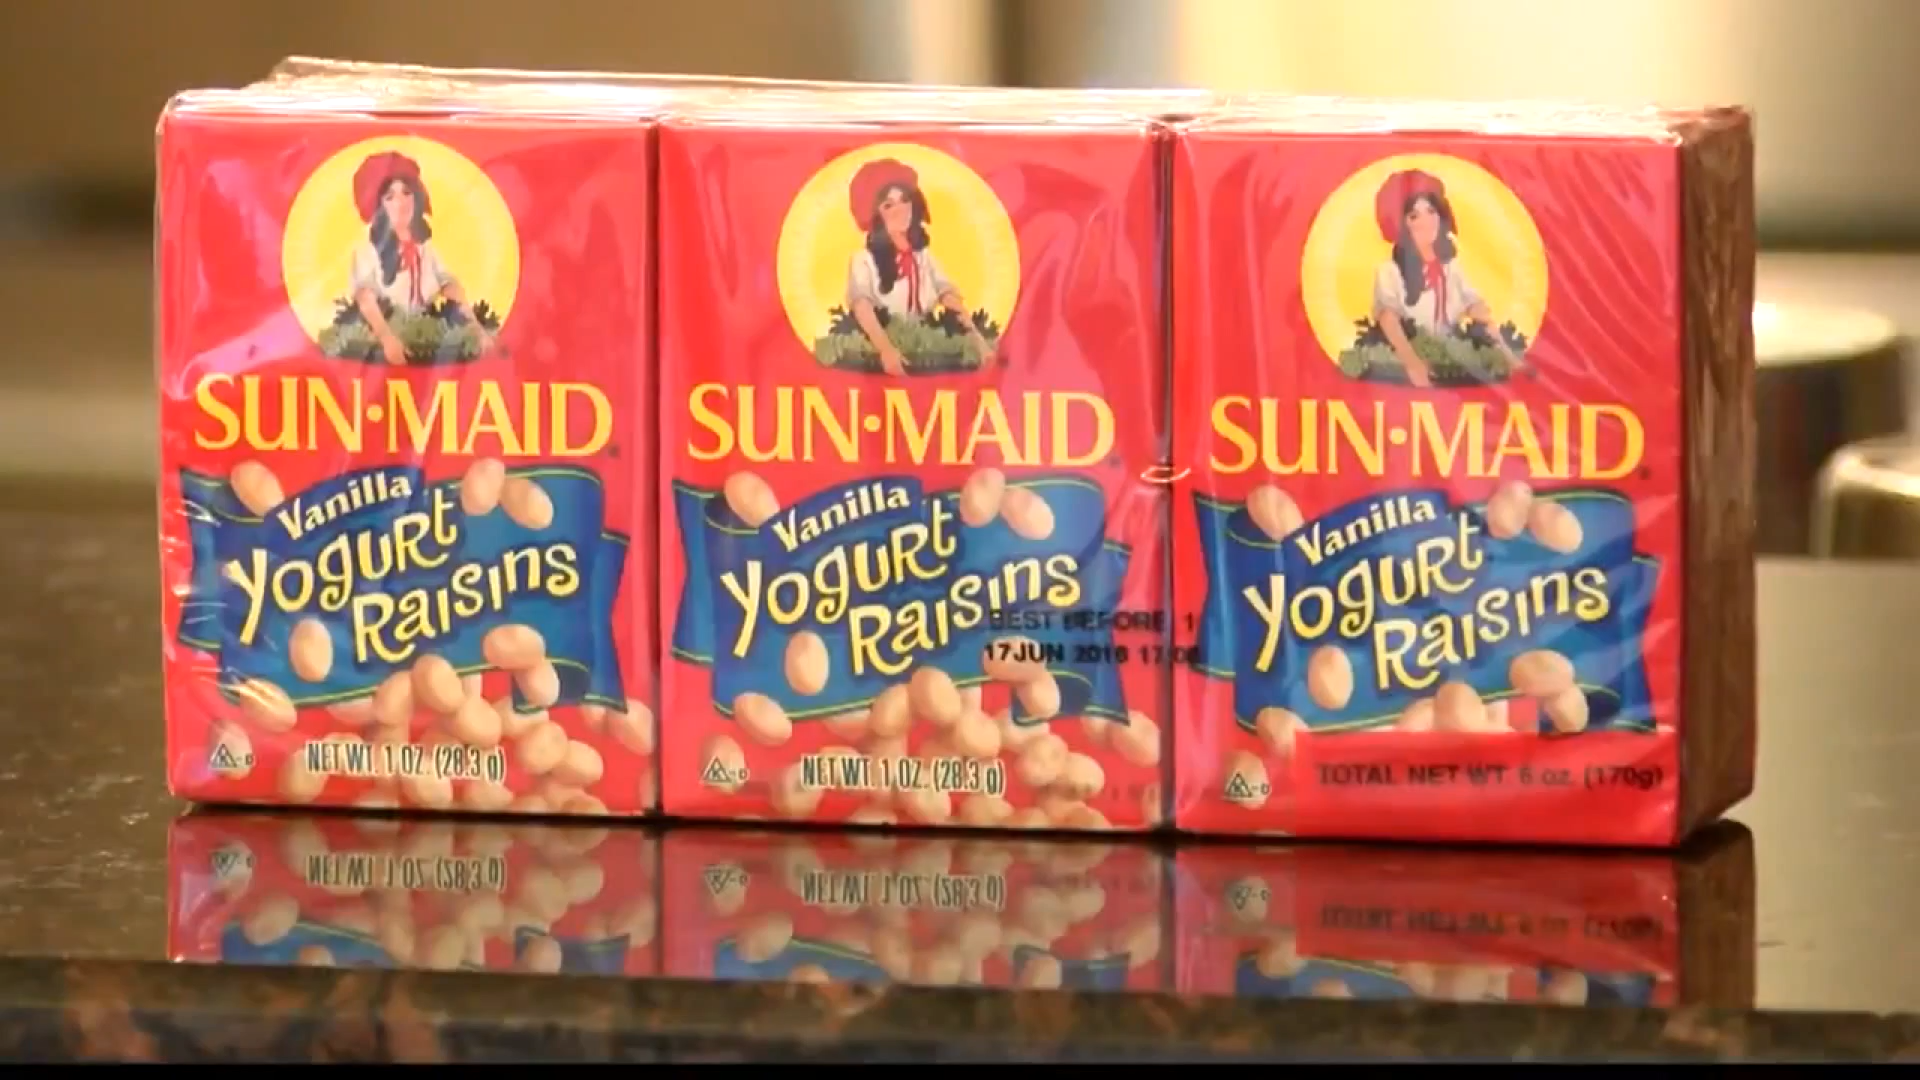 SUN•MAID
Vanilla
Yogurt
Raisins
NET WT. 1 OZ. (28.3 g)
SUN•MAID
Vanilla
Yogurt
Raisins
BEST BEFORE 1
17JUN 2016
NET WT. 1 OZ. (28.3 g)
SUN•MAID
Vanilla
Yogurt
Raisins
TOTAL NET WT 6 oz. (170g)